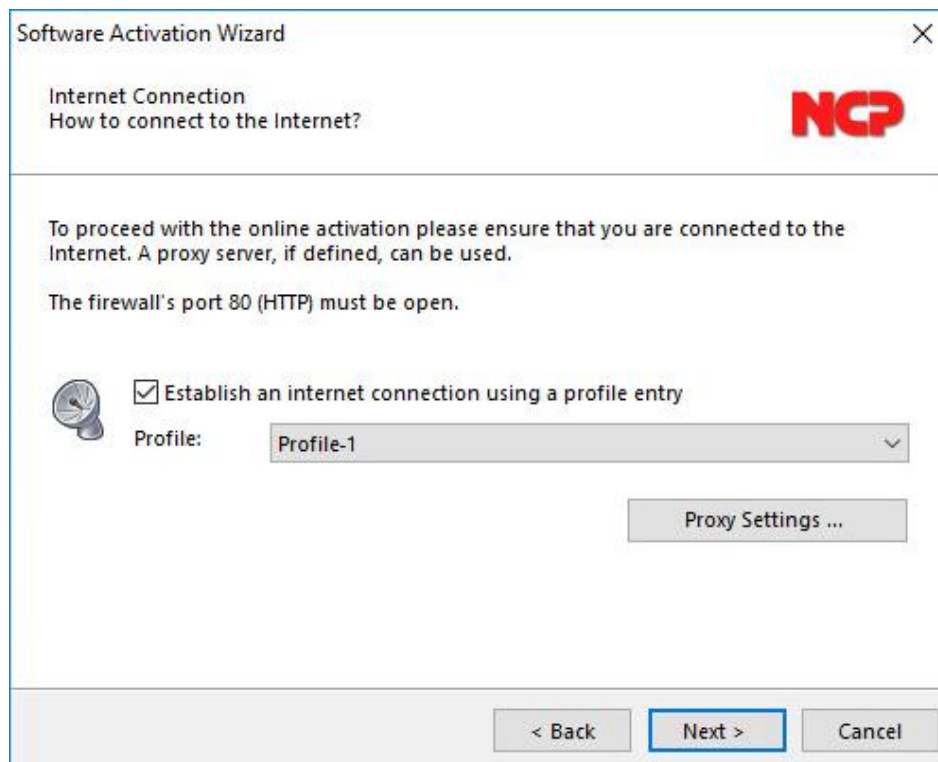 Software Activation Wizard
Internet Connection
How to connect to the Internet?
NCP
To proceed with the online activation please ensure that you are connected to the
Internet. A proxy server, if defined, can be used.
The firewall's port 80 (HTTP) must be open.
Establish an internet connection using a profile entry
Profile: Profile-1
Proxy Settings ...
< Back Next > Cancel